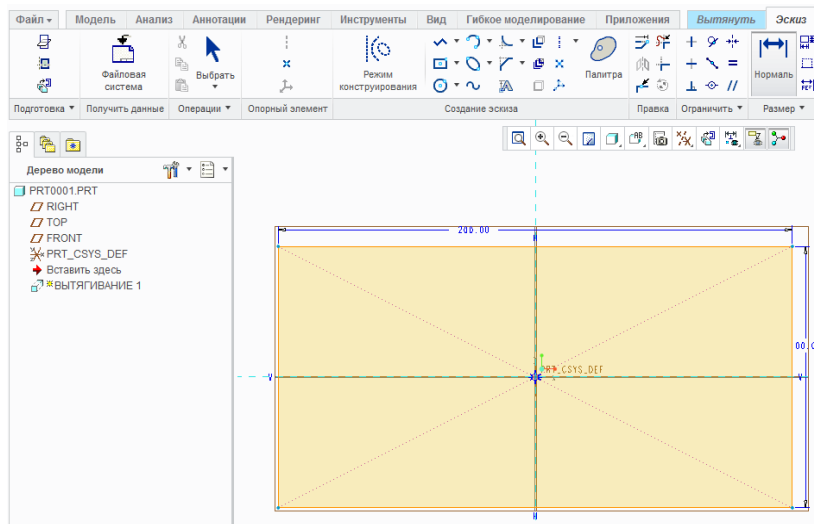 Файл Модель Анализ Аннотации Рендеринг Инструменты Вид Гибкое моделирование Приложения Вытянуть Эскиз
Файловая система
Выбрать
Режим конструирования
Палитра
Нормаль
Подготовка Получить данные Операции Опорный элемент Создание эскиза Правка Ограничить Размер
Дерево модели
PRT0001.PRT
RIGHT
TOP
FRONT
PRT_CSYS_DEF
Вставить здесь
ВЫТЯГИВАНИЕ 1
200.00
H
V
V
H